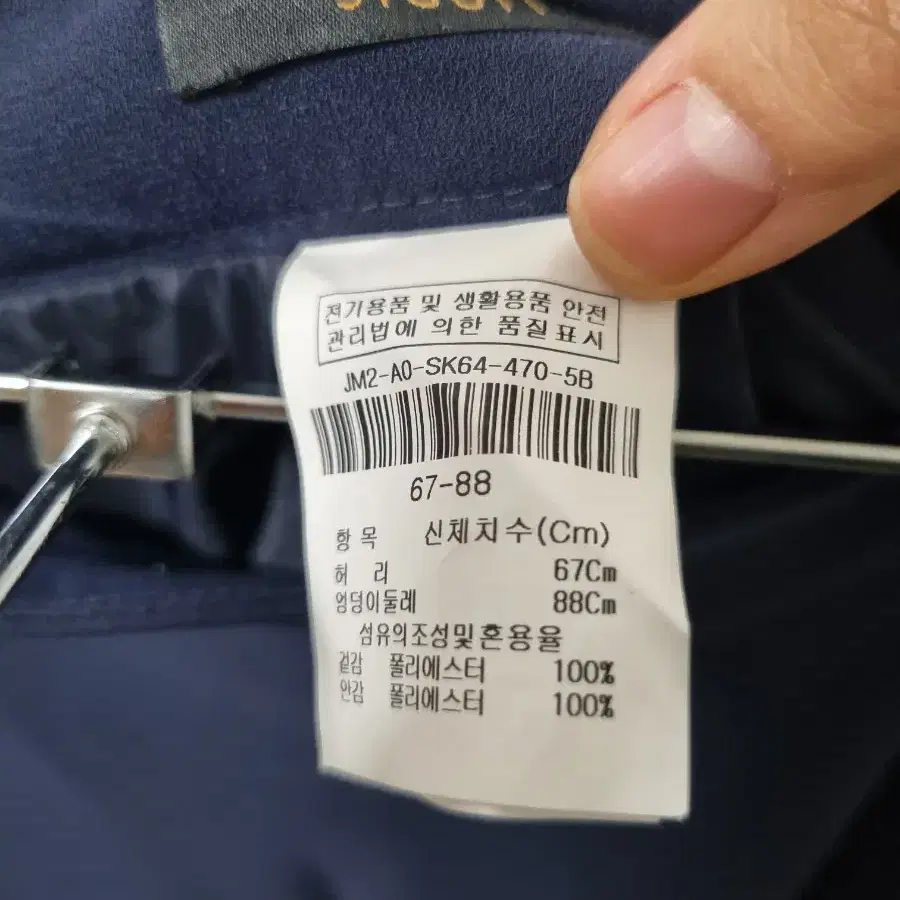 전기용품 및 생활용품 안전
관리법에 의한 품질표시
JM2-A0-SK64-470-5B
67-88
항 목 신체치수(Cm)
허 리 67Cm
엉덩이둘레 88Cm
섬유의조성및혼용율
겉감 폴리에스터 100%
안감 폴리에스터 100%